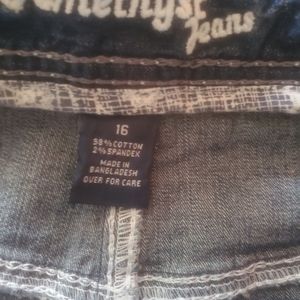 amethyst
jeans
16
98% COTTON
2% SPANDEX
MADE IN
BANGLADESH
OVER FOR CARE